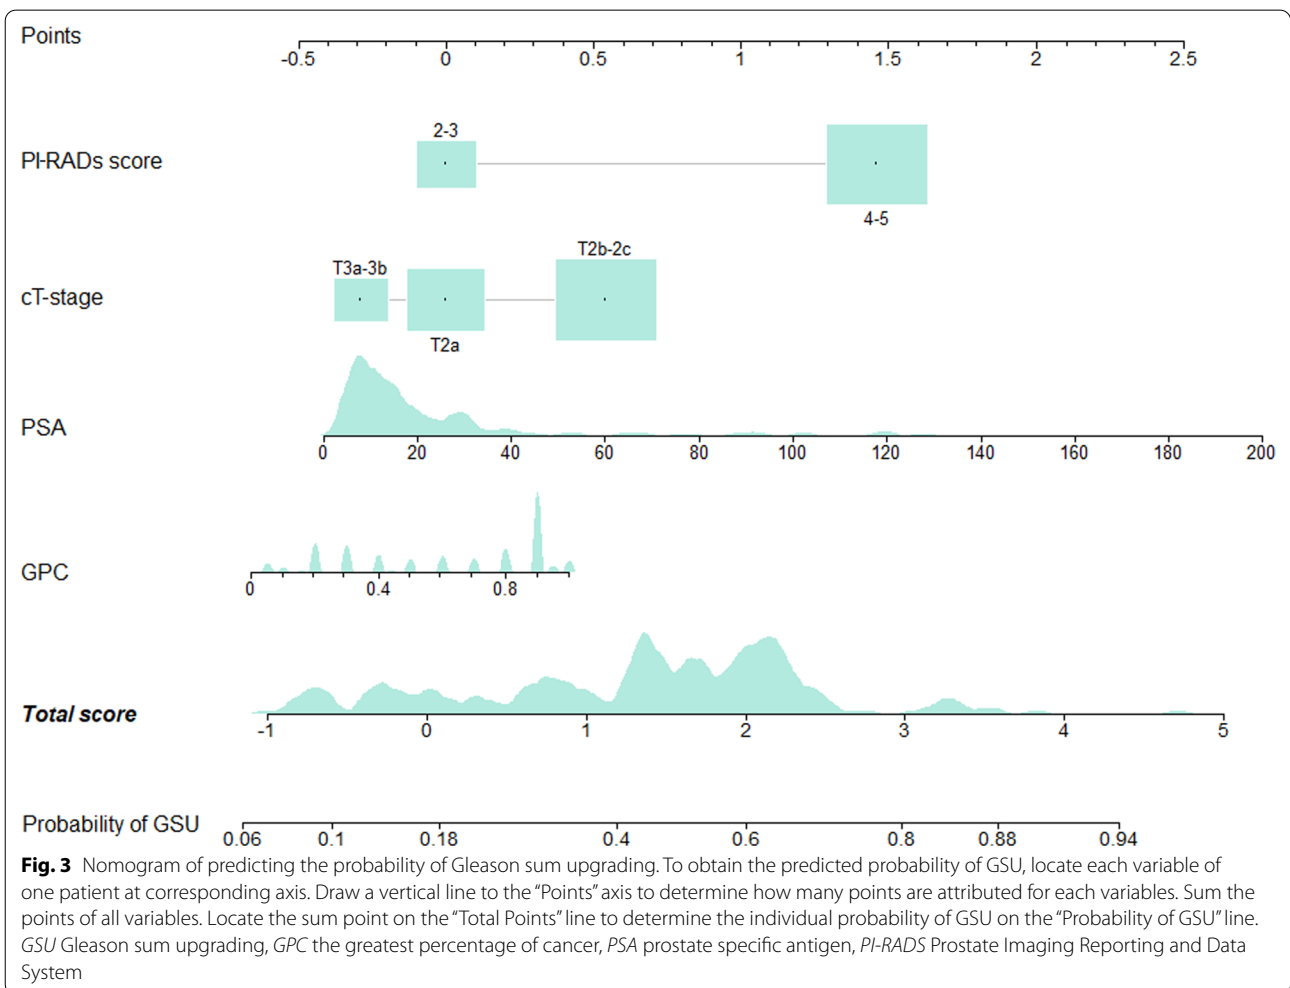 Points
-0.5 0 0.5 1 1.5 2 2.5
2-3
PI-RADs score
4-5
T2b-2c
T3a-3b
cT-stage
T2a
PSA
0 20 40 60 80 100 120 140 160 180 200
GPC
0 0.4 0.8
Total score
-1 0 1 2 3 4 5
Probability of GSU
0.06 0.1 0.18 0.4 0.6 0.8 0.88 0.94
Fig. 3 Nomogram of predicting the probability of Gleason sum upgrading. To obtain the predicted probability of GSU, locate each variable of
one patient at corresponding axis. Draw a vertical line to the “Points” axis to determine how many points are attributed for each variables. Sum the
points of all variables. Locate the sum point on the “Total Points” line to determine the individual probability of GSU on the “Probability of GSU” line.
GSU Gleason sum upgrading, GPC the greatest percentage of cancer, PSA prostate specific antigen, PI-RADS Prostate Imaging Reporting and Data
System